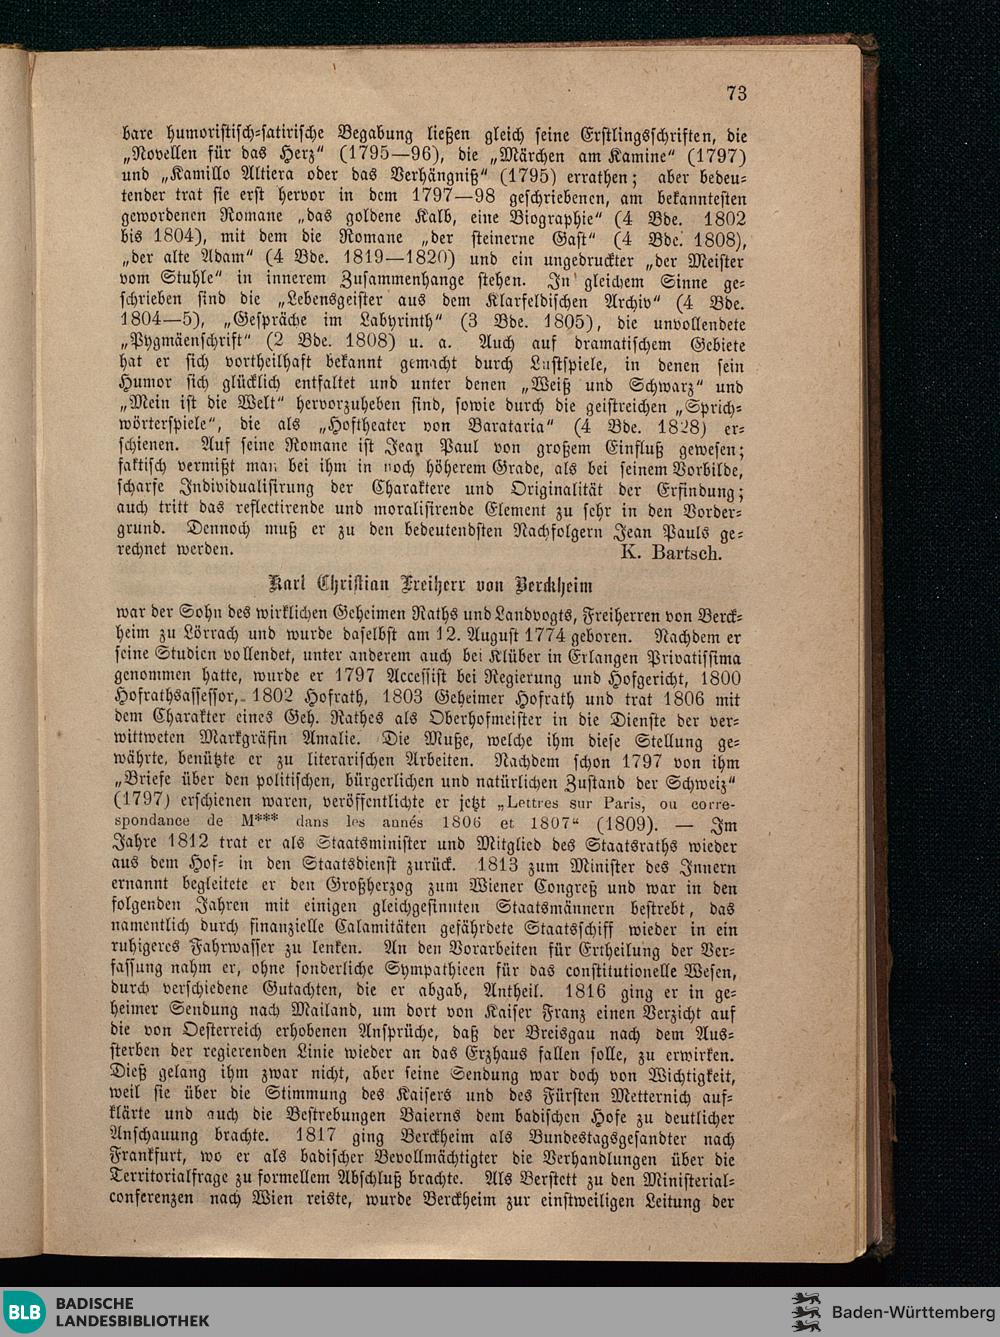 73
bare humoristisch-satirische Begabung ließen gleich seine Erstlingsschriften, die
„Novellen für das Herz“ (1795—96), die „Märchen am Kamine“ (1797)
und „Kamillo Altiera oder das Verhängniß“ (1795) errathen; aber bedeu-
tender trat sie erst hervor in dem 1797—98 geschriebenen, am bekanntesten
gewordenen Romane „das goldene Kalb, eine Biographie“ (4 Bde. 1802
bis 1804), mit dem die Romane „der steinerne Gast“ (4 Bde. 1808),
„der alte Adam“ (4 Bde. 1819—1820) und ein ungedruckter „der Meister
vom Stuhle“ in innerem Zusammenhange stehen. In gleichem Sinne ge-
schrieben sind die „Lebensgeister aus dem Klarfeldischen Archiv“ (4 Bde.
1804—5), „Gespräche im Labyrinth“ (3 Bde. 1805), die unvollendete
„Pygmäenschrift“ (2 Bde. 1808) u. a. Auch auf dramatischem Gebiete
hat er sich vortheilhaft bekannt gemacht durch Lustspiele, in denen sein
Humor sich glücklich entfaltet und unter denen „Weiß und Schwarz“ und
„Mein ist die Welt“ hervorzuheben sind, sowie durch die geistreichen „Sprich-
wörterspiele“, die als „Hoftheater von Barataria“ (4 Bde. 1828) er-
schienen. Auf seine Romane ist Jean Paul von großem Einfluß gewesen;
faktisch vermißt man bei ihm in noch höherem Grade, als bei seinem Vorbilde,
scharfe Individualisirung der Charaktere und Originalität der Erfindung;
auch tritt das reflectirende und moralisirende Element zu sehr in den Vorder-
grund. Dennoch muß er zu den bedeutendsten Nachfolgern Jean Pauls ge-
rechnet werden. K. Bartsch.
Karl Christian Freiherr von Berckheim
war der Sohn des wirklichen Geheimen Raths und Landvogts, Freiherren von Berck-
heim zu Lörrach und wurde daselbst am 12. August 1774 geboren. Nachdem er
seine Studien vollendet, unter anderem auch bei Klüber in Erlangen Privatissima
genommen hatte, wurde er 1797 Accessist bei Regierung und Hofgericht, 1800
Hofrathsassessor, 1802 Hofrath, 1803 Geheimer Hofrath und trat 1806 mit
dem Charakter eines Geh. Rathes als Oberhofmeister in die Dienste der ver-
wittweten Markgräfin Amalie. Die Muße, welche ihm diese Stellung ge-
währte, benützte er zu literarischen Arbeiten. Nachdem schon 1797 von ihm
„Briefe über den politischen, bürgerlichen und natürlichen Zustand der Schweiz“
(1797) erschienen waren, veröffentlichte er jetzt „Lettres sur Paris, ou corre-
spondance de M*** dans les annés 1806 et 1807“ (1809). — Im
Jahre 1812 trat er als Staatsminister und Mitglied des Staatsraths wieder
aus dem Hof- in den Staatsdienst zurück. 1813 zum Minister des Innern
ernannt begleitete er den Großherzog zum Wiener Congreß und war in den
folgenden Jahren mit einigen gleichgesinnten Staatsmännern bestrebt, das
namentlich durch finanzielle Calamitäten gefährdete Staatsschiff wieder in ein
ruhigeres Fahrwasser zu lenken. An den Vorarbeiten für Ertheilung der Ver-
fassung nahm er, ohne sonderliche Sympathieen für das constitutionelle Wesen,
durch verschiedene Gutachten, die er abgab, Antheil. 1816 ging er in ge-
heimer Sendung nach Mailand, um dort von Kaiser Franz einen Verzicht auf
die von Oesterreich erhobenen Ansprüche, daß der Breisgau nach dem Aus-
sterben der regierenden Linie wieder an das Erzhaus fallen solle, zu erwirken.
Dieß gelang ihm zwar nicht, aber seine Sendung war doch von Wichtigkeit,
weil sie über die Stimmung des Kaisers und des Fürsten Metternich auf-
klärte und auch die Bestrebungen Baierns dem badischen Hofe zu deutlicher
Anschauung brachte. 1817 ging Berckheim als Bundestagsgesandter nach
Frankfurt, wo er als badischer Bevollmächtigter die Verhandlungen über die
Territorialfrage zu formellem Abschluß brachte. Als Berstett zu den Ministerial-
conferenzen nach Wien reiste, wurde Berckheim zur einstweiligen Leitung der
BLB BADISCHE
LANDESBIBLIOTHEK
Baden-Württemberg